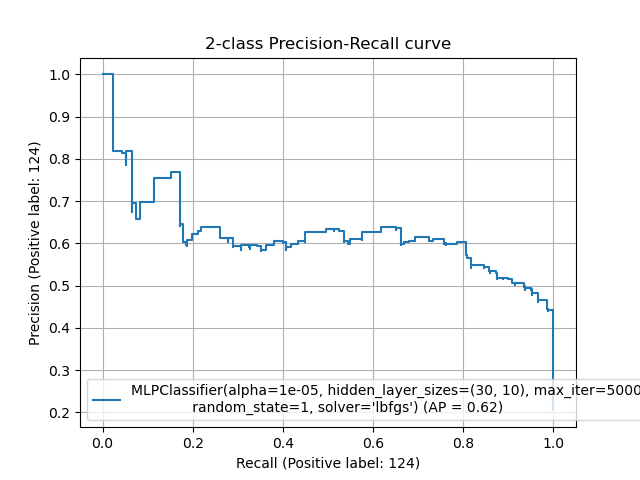 2-class Precision-Recall curve
1.0
0.9
0.8
0.7
0.6
0.5
0.4
0.3
0.2
Precision (Positive label: 124)
MLPClassifier(alpha=1e-05, hidden_layer_sizes=(30, 10), max_iter=5000
random_state=1, solver='lbfgs') (AP = 0.62)
0.0 0.2 0.4 0.6 0.8 1.0
Recall (Positive label: 124)